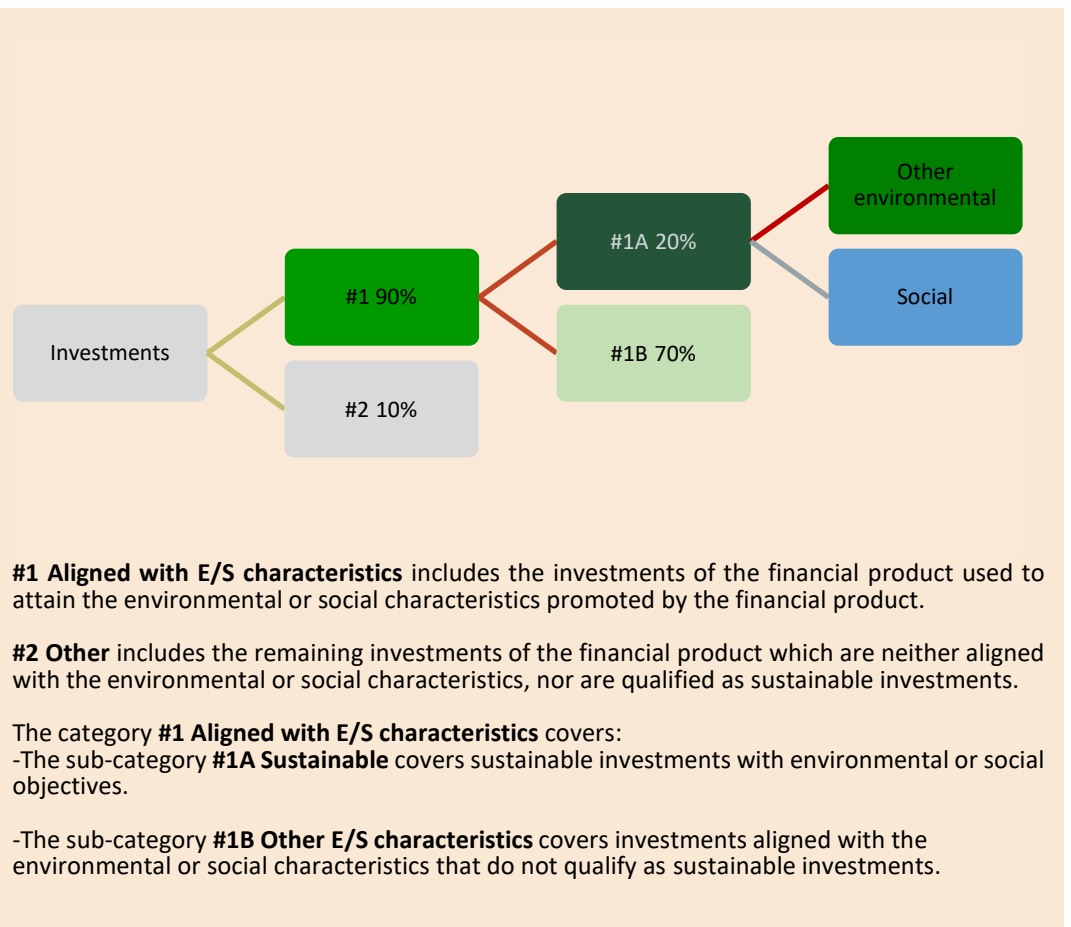 Other
environmental
#1A 20%
#1 90%
Social
Investments
#1B 70%
#2 10%
#1 Aligned with E/S characteristics includes the investments of the financial product used to
attain the environmental or social characteristics promoted by the financial product.
#2 Other includes the remaining investments of the financial product which are neither aligned
with the environmental or social characteristics, nor are qualified as sustainable investments.
The category #1 Aligned with E/S characteristics covers:
-The sub-category #1A Sustainable covers sustainable investments with environmental or social
objectives.
-The sub-category #1B Other E/S characteristics covers investments aligned with the
environmental or social characteristics that do not qualify as sustainable investments.